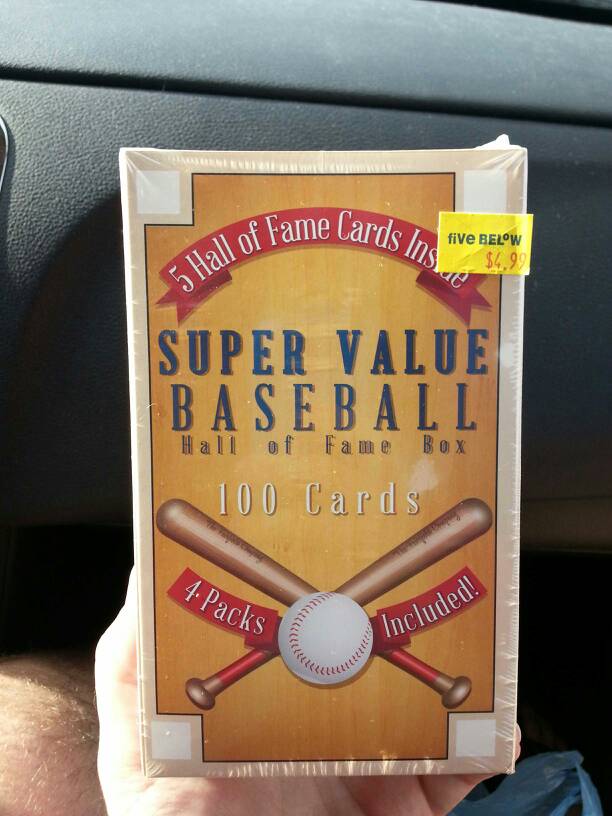 5 Hall of Fame Cards Inside
five BELOW
$4.99
SUPER VALUE
BASEBALL
Hall of Fame Box
100 Cards
4 Packs
Included!